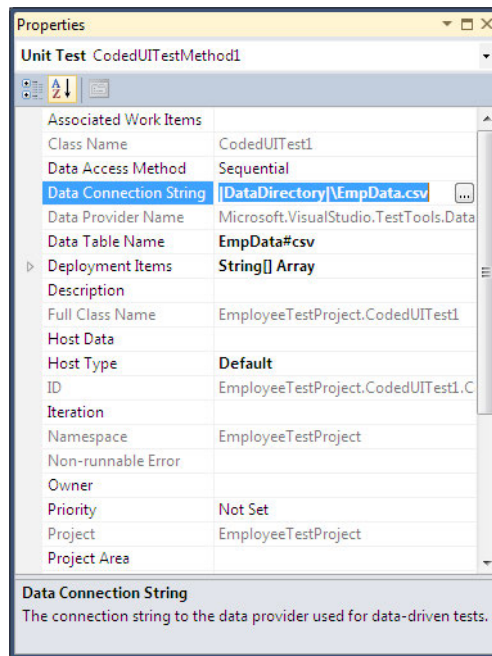 Properties
Unit Test CodedUITestMethod1
Associated Work Items
Class Name CodedUITest1
Data Access Method Sequential
Data Connection String |DataDirectory|\EmpData.csv ...
Data Provider Name Microsoft.VisualStudio.TestTools.Data
Data Table Name EmpData#csv
Deployment Items String[] Array
Description
Full Class Name EmployeeTestProject.CodedUITest1
Host Data
Host Type Default
ID EmployeeTestProject.CodedUITest1.C
Iteration
Namespace EmployeeTestProject
Non-runnable Error
Owner
Priority Not Set
Project EmployeeTestProject
Project Area
Data Connection String
The connection string to the data provider used for data-driven tests.